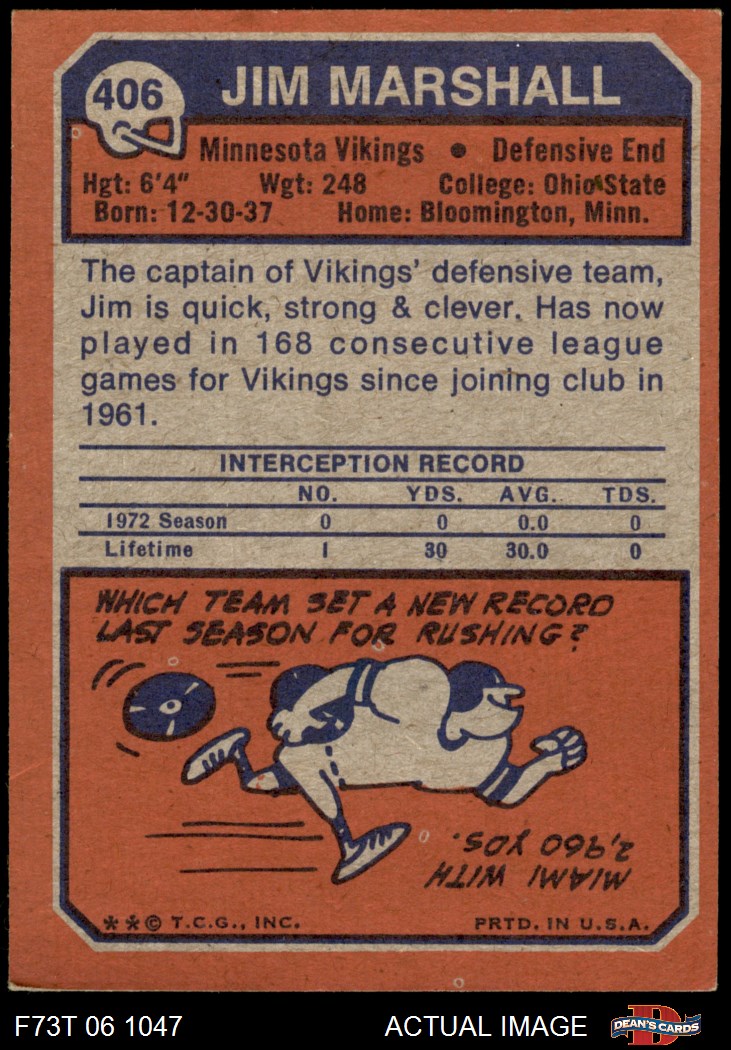 406
JIM MARSHALL
Minnesota Vikings • Defensive End
Hgt: 6'4" Wgt: 248 College: Ohio State
Born: 12-30-37 Home: Bloomington, Minn.
The captain of Vikings' defensive team,
Jim is quick, strong & clever. Has now
played in 168 consecutive league
games for Vikings since joining club in
1961.
INTERCEPTION RECORD
NO. YDS. AVG. TDS.
1972 Season 0 0 0.0 0
Lifetime 1 30 30.0 0
WHICH TEAM SET A NEW RECORD
LAST SEASON FOR RUSHING?
MIAMI WITH
2,960 YDS.
**© T.C.G., INC. PRTD. IN U.S.A.
F73T 06 1047 ACTUAL IMAGE D DEAN'S CARDS